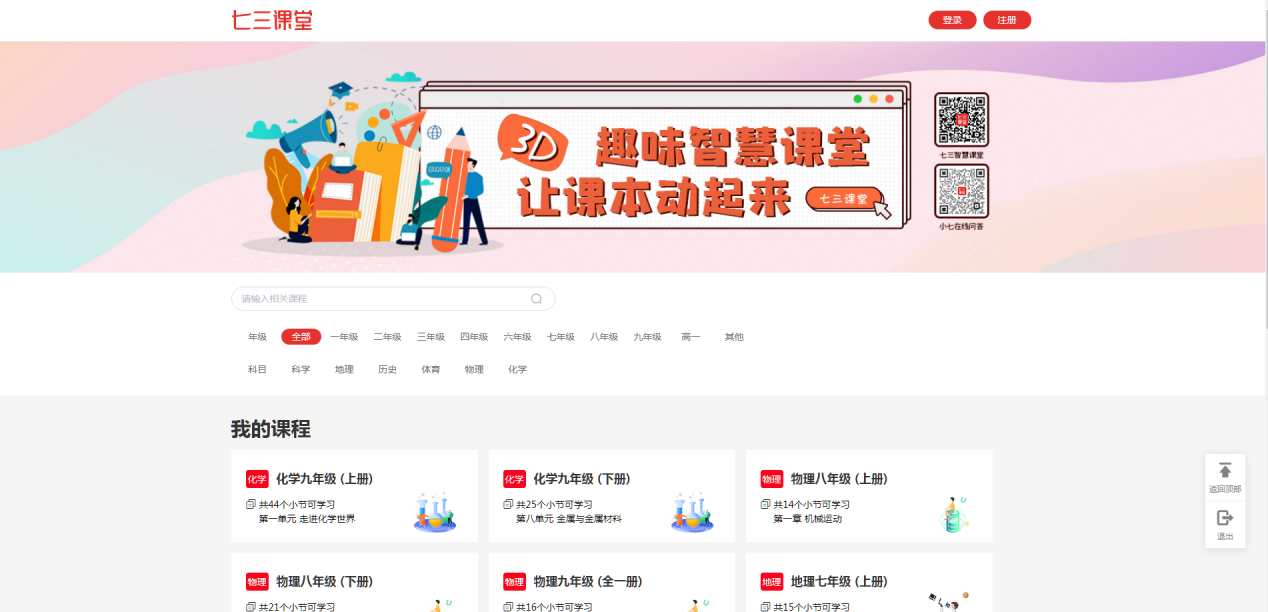 七三课堂
登录 注册
3D 趣味智慧课堂
让课本动起来 七三课堂
EDUCATION
七三智慧课堂
小七在线问答
请输入相关课程
年级 全部 一年级 二年级 三年级 四年级 六年级 七年级 八年级 九年级 高一 其他
科目 科学 地理 历史 体育 物理 化学
我的课程
化学 化学九年级 (上册)
共44个小节可学习
第一单元 走进化学世界
化学 化学九年级 (下册)
共25个小节可学习
第八单元 金属与金属材料
物理 物理八年级 (上册)
共14个小节可学习
第一章 机械运动
物理 物理八年级 (下册)
共21个小节可学习
物理 物理九年级 (全一册)
共16个小节可学习
地理 地理七年级 (上册)
共15个小节可学习
返回顶部
退出